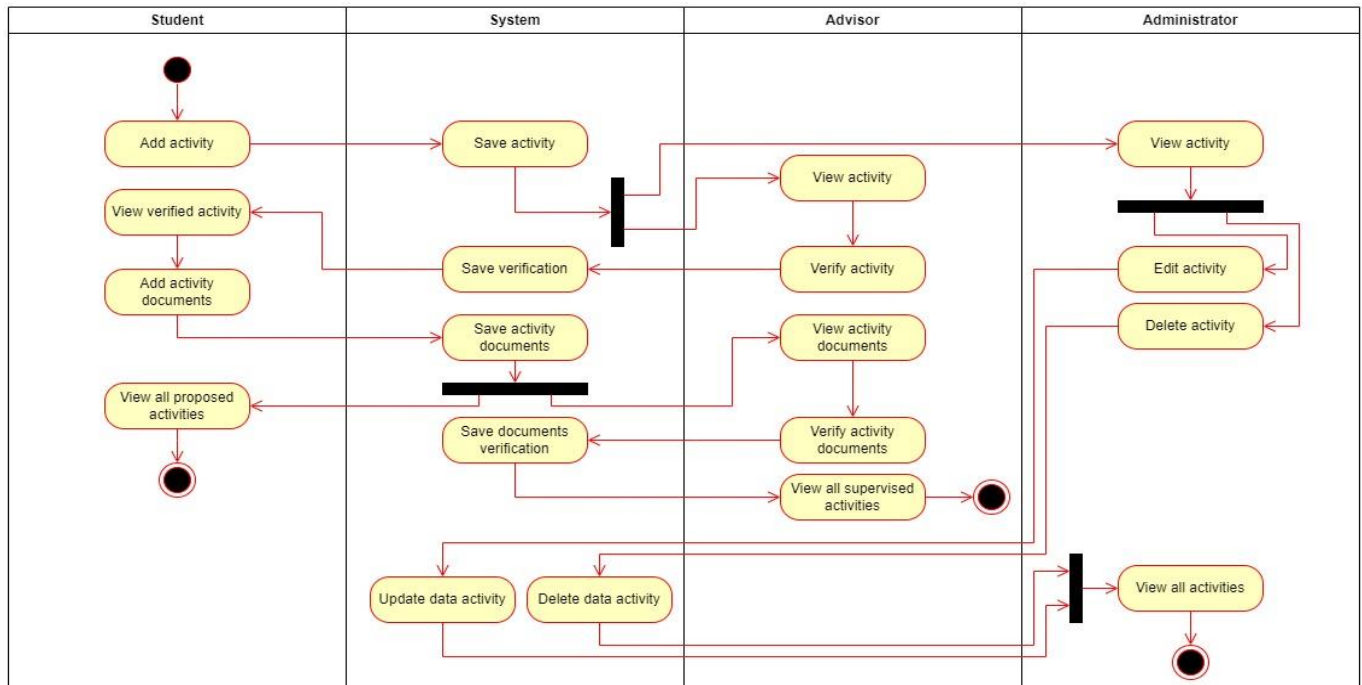 Student
System
Advisor
Administrator
Add activity
Save activity
View activity
View activity
View verified activity
Save verification
Verify activity
Edit activity
Add activity
documents
Save activity
documents
View activity
documents
Delete activity
View all proposed
activities
Save documents
verification
Verify activity
documents
View all supervised
activities
Update data activity
Delete data activity
View all activities